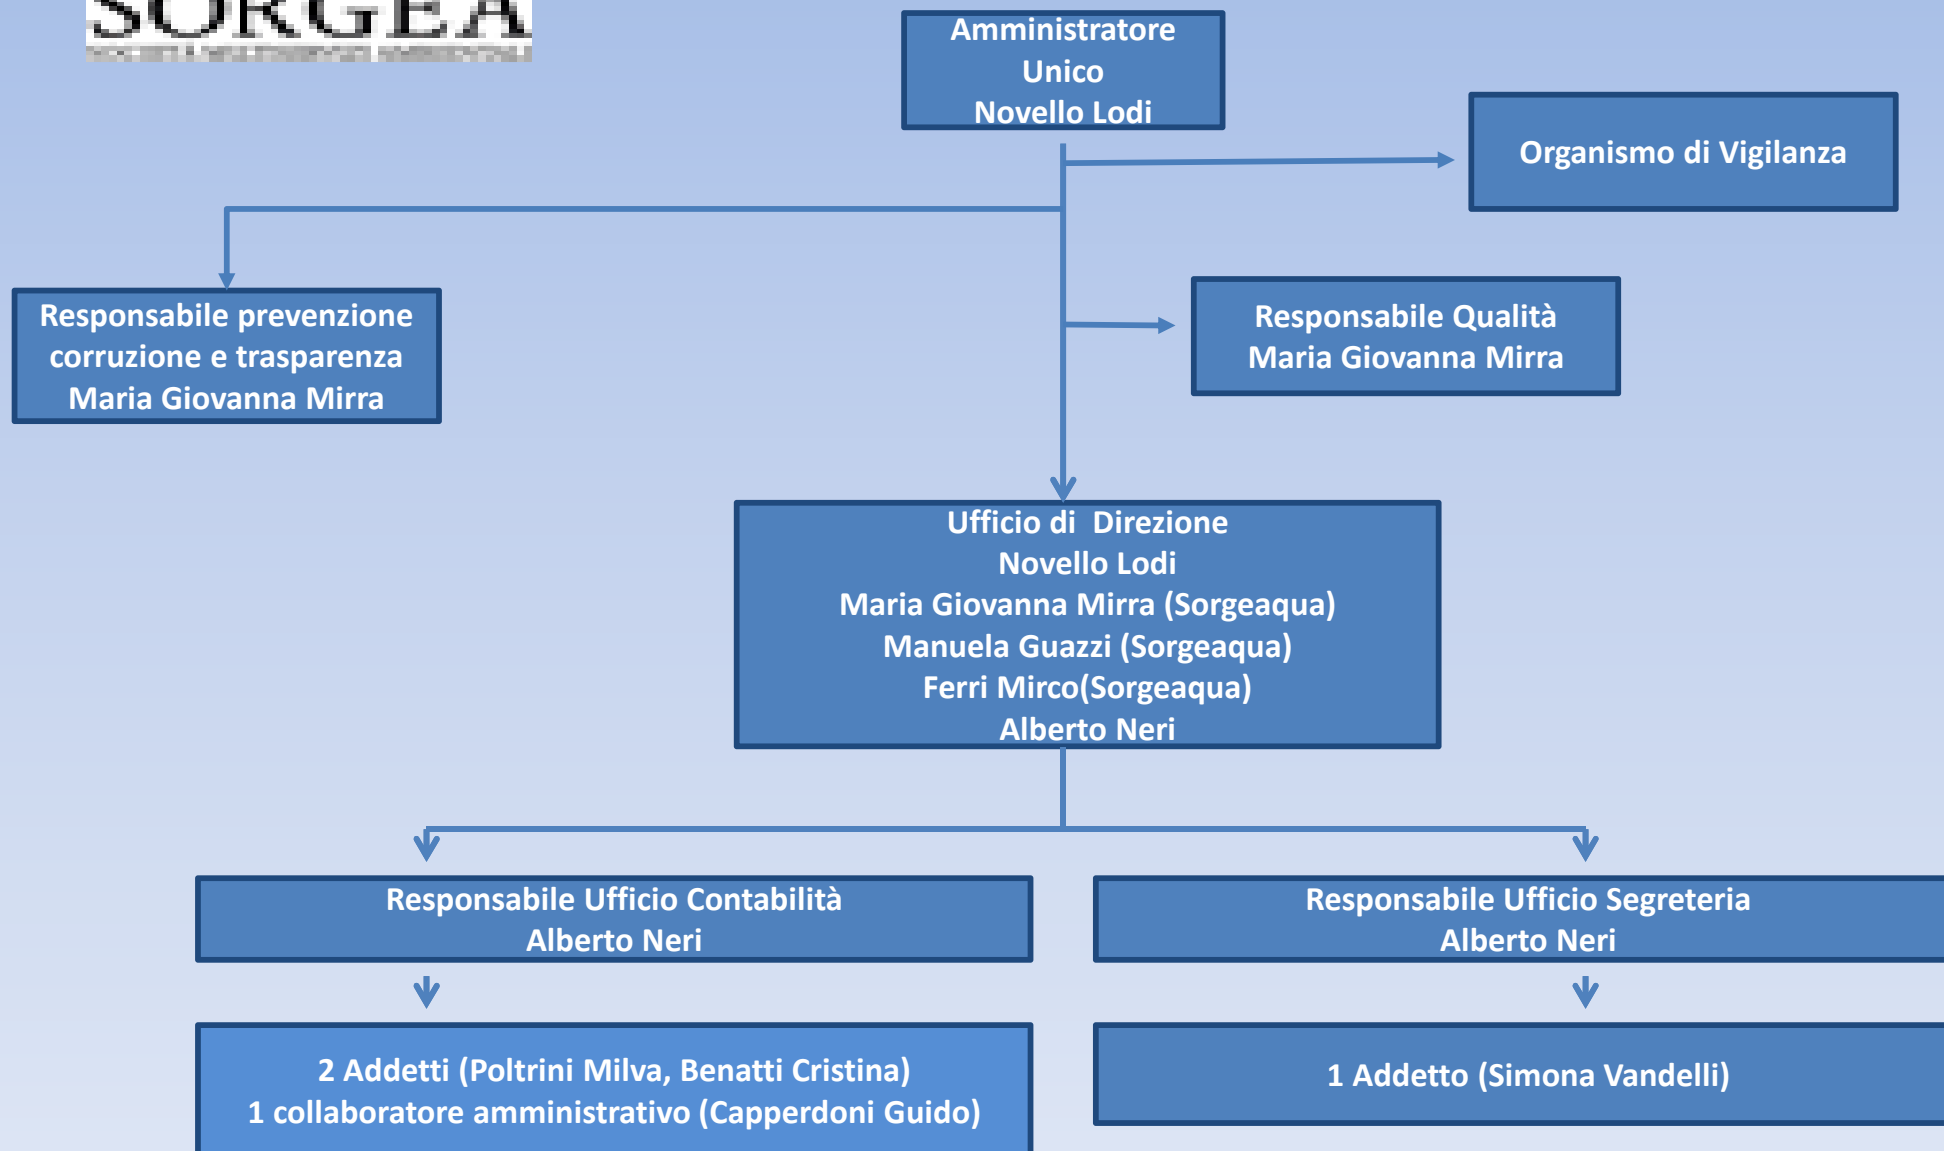 SORGEA
Amministratore
Unico
Novello Lodi
Organismo di Vigilanza
Responsabile prevenzione
corruzione e trasparenza
Maria Giovanna Mirra
Responsabile Qualità
Maria Giovanna Mirra
Ufficio di  Direzione
Novello Lodi
Maria Giovanna Mirra (Sorgeaqua)
Manuela Guazzi (Sorgeaqua)
Ferri Mirco(Sorgeaqua)
Alberto Neri
Responsabile Ufficio Contabilità
Alberto Neri
Responsabile Ufficio Segreteria
Alberto Neri
2 Addetti (Poltrini Milva, Benatti Cristina)
1 collaboratore amministrativo (Capperdoni Guido)
1 Addetto (Simona Vandelli)